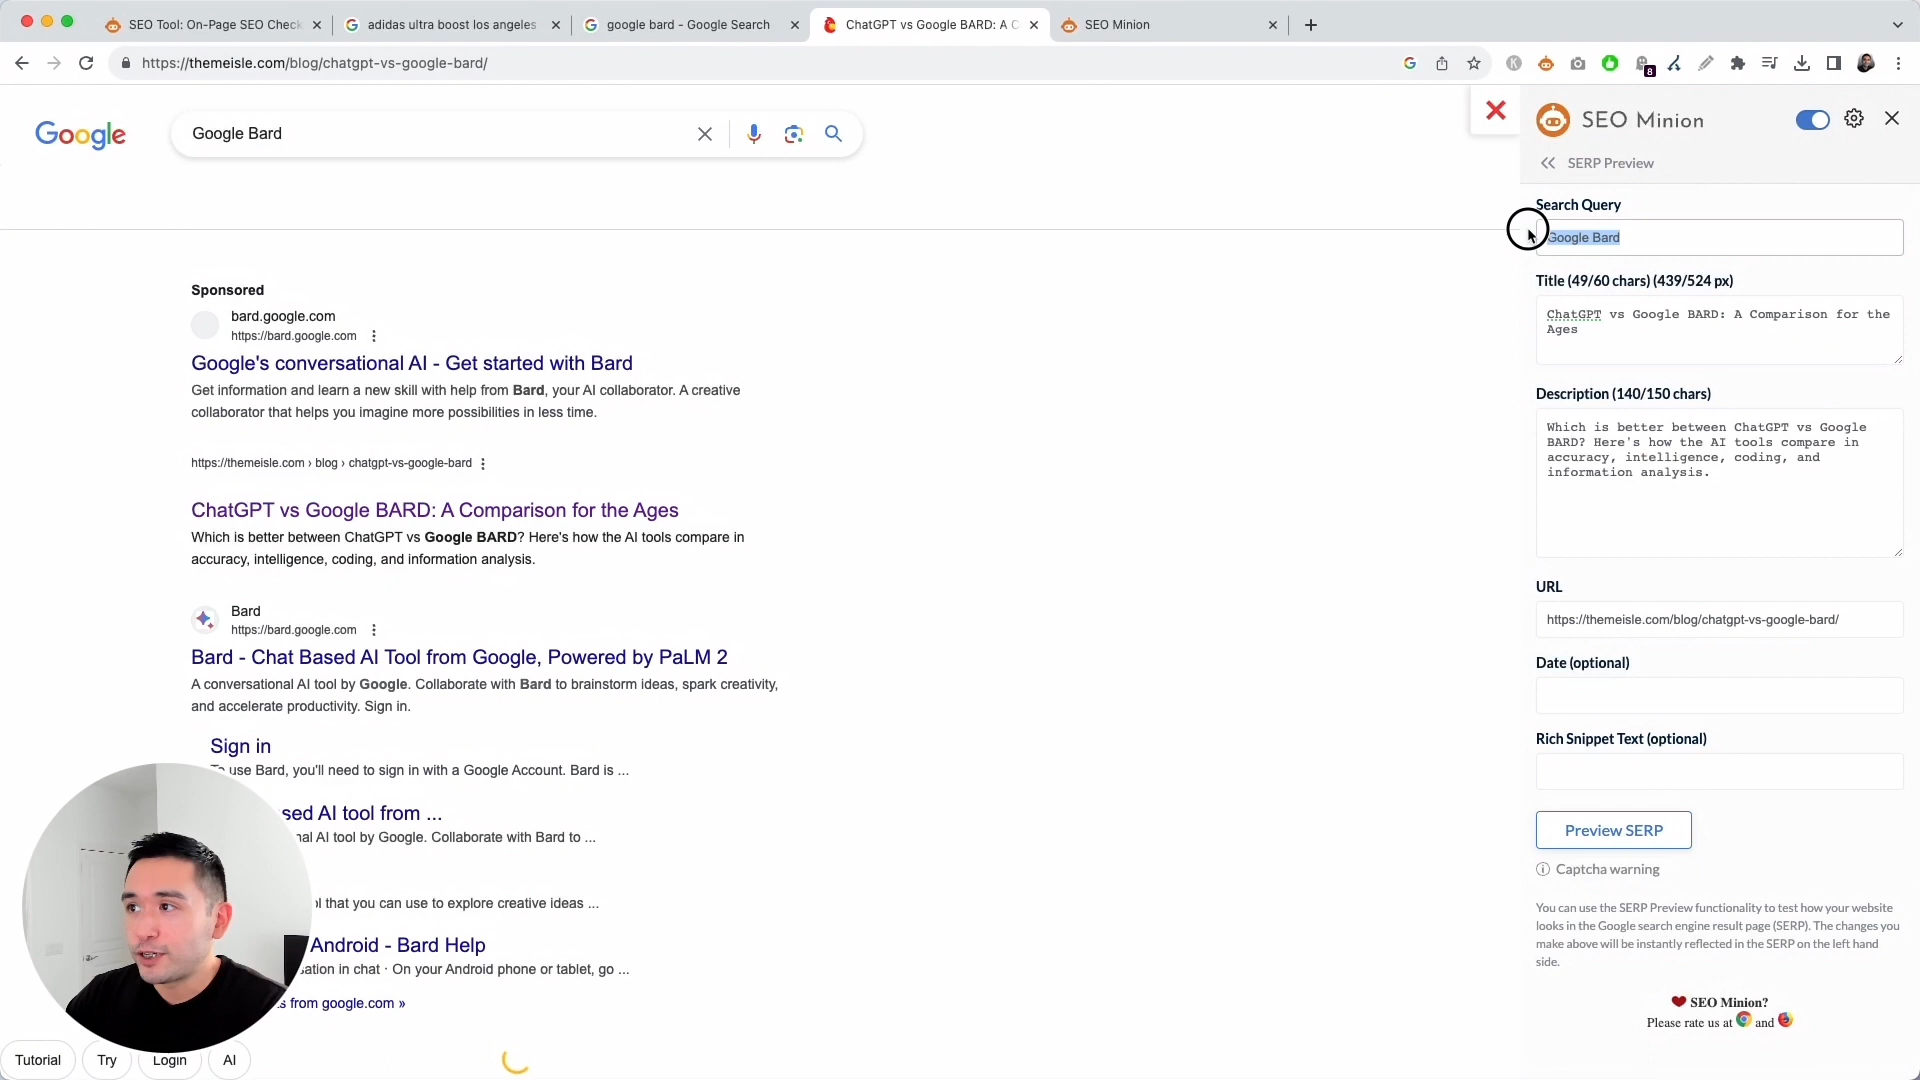 SEO Tool: On-Page SEO Check
adidas ultra boost los angeles
google bard - Google Search
ChatGPT vs Google BARD: A C
SEO Minion
https://themeisle.com/blog/chatgpt-vs-google-bard/
8
Google
Google Bard
Sponsored
bard.google.com
https://bard.google.com
Google's conversational AI - Get started with Bard
Get information and learn a new skill with help from Bard, your AI collaborator. A creative
collaborator that helps you imagine more possibilities in less time.
https://themeisle.com › blog › chatgpt-vs-google-bard
ChatGPT vs Google BARD: A Comparison for the Ages
Which is better between ChatGPT vs Google BARD? Here's how the AI tools compare in
accuracy, intelligence, coding, and information analysis.
Bard
https://bard.google.com
Bard - Chat Based AI Tool from Google, Powered by PaLM 2
A conversational AI tool by Google. Collaborate with Bard to brainstorm ideas, spark creativity,
and accelerate productivity. Sign in.
Sign in
To use Bard, you'll need to sign in with a Google Account. Bard is ...
sed AI tool from ...
nal AI tool by Google. Collaborate with Bard to ...
l that you can use to explore creative ideas ...
Android - Bard Help
sation in chat · On your Android phone or tablet, go ...
s from google.com »
Tutorial
Try
Login
AI
SEO Minion
SERP Preview
Search Query
Google Bard
Title (49/60 chars) (439/524 px)
ChatGPT vs Google BARD: A Comparison for the
Ages
Description (140/150 chars)
Which is better between ChatGPT vs Google
BARD? Here's how the AI tools compare in
accuracy, intelligence, coding, and
information analysis.
URL
https://themeisle.com/blog/chatgpt-vs-google-bard/
Date (optional)
Rich Snippet Text (optional)
Preview SERP
Captcha warning
You can use the SERP Preview functionality to test how your website
looks in the Google search engine result page (SERP). The changes you
make above will be instantly reflected in the SERP on the left hand
side.
SEO Minion?
Please rate us at and